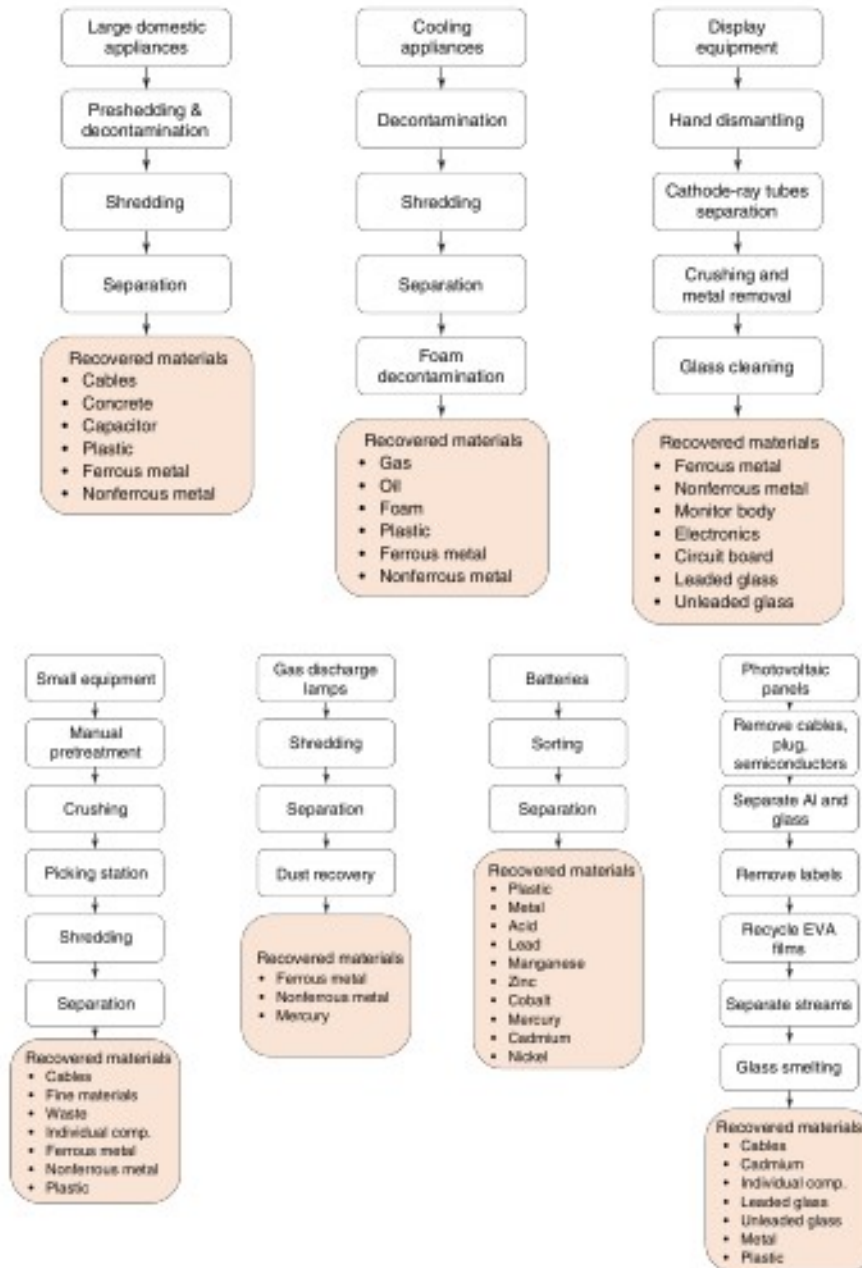 Large domestic
appliances
Preshedding &
decontamination
Shredding
Separation
Recovered materials
• Cables
• Concrete
• Capacitor
• Plastic
• Ferrous metal
• Nonferrous metal
Cooling
appliances
Decontamination
Shredding
Separation
Foam
decontamination
Recovered materials
• Gas
• Oil
• Foam
• Plastic
• Ferrous metal
• Nonferrous metal
Display
equipment
Hand dismantling
Cathode-ray tubes
separation
Crushing and
metal removal
Glass cleaning
Recovered materials
• Ferrous metal
• Nonferrous metal
• Monitor body
• Electronics
• Circuit board
• Leaded glass
• Unleaded glass
Small equipment
Manual
pretreatment
Crushing
Picking station
Shredding
Separation
Recovered materials
• Cables
• Fine materials
• Waste
• Individual comp.
• Ferrous metal
• Nonferrous metal
• Plastic
Gas discharge
lamps
Shredding
Separation
Dust recovery
Recovered materials
• Ferrous metal
• Nonferrous metal
• Mercury
Batteries
Sorting
Separation
Recovered materials
• Plastic
• Metal
• Acid
• Lead
• Manganese
• Zinc
• Cobalt
• Mercury
• Cadmium
• Nickel
Photovoltaic
panels
Remove cables,
plug,
semiconductors
Separate Al and
glass
Remove labels
Recycle EVA
films
Separate streams
Glass smelting
Recovered materials
• Cables
• Cadmium
• Individual comp.
• Leaded glass
• Unleaded glass
• Metal
• Plastic